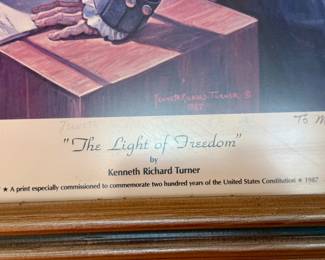 KENNETH RICHARD TURNER ©
1987
To
"The Light of Freedom"
by
Kenneth Richard Turner
★ A print especially commissioned to commemorate two hundred years of the United States Constitution ★ 1987